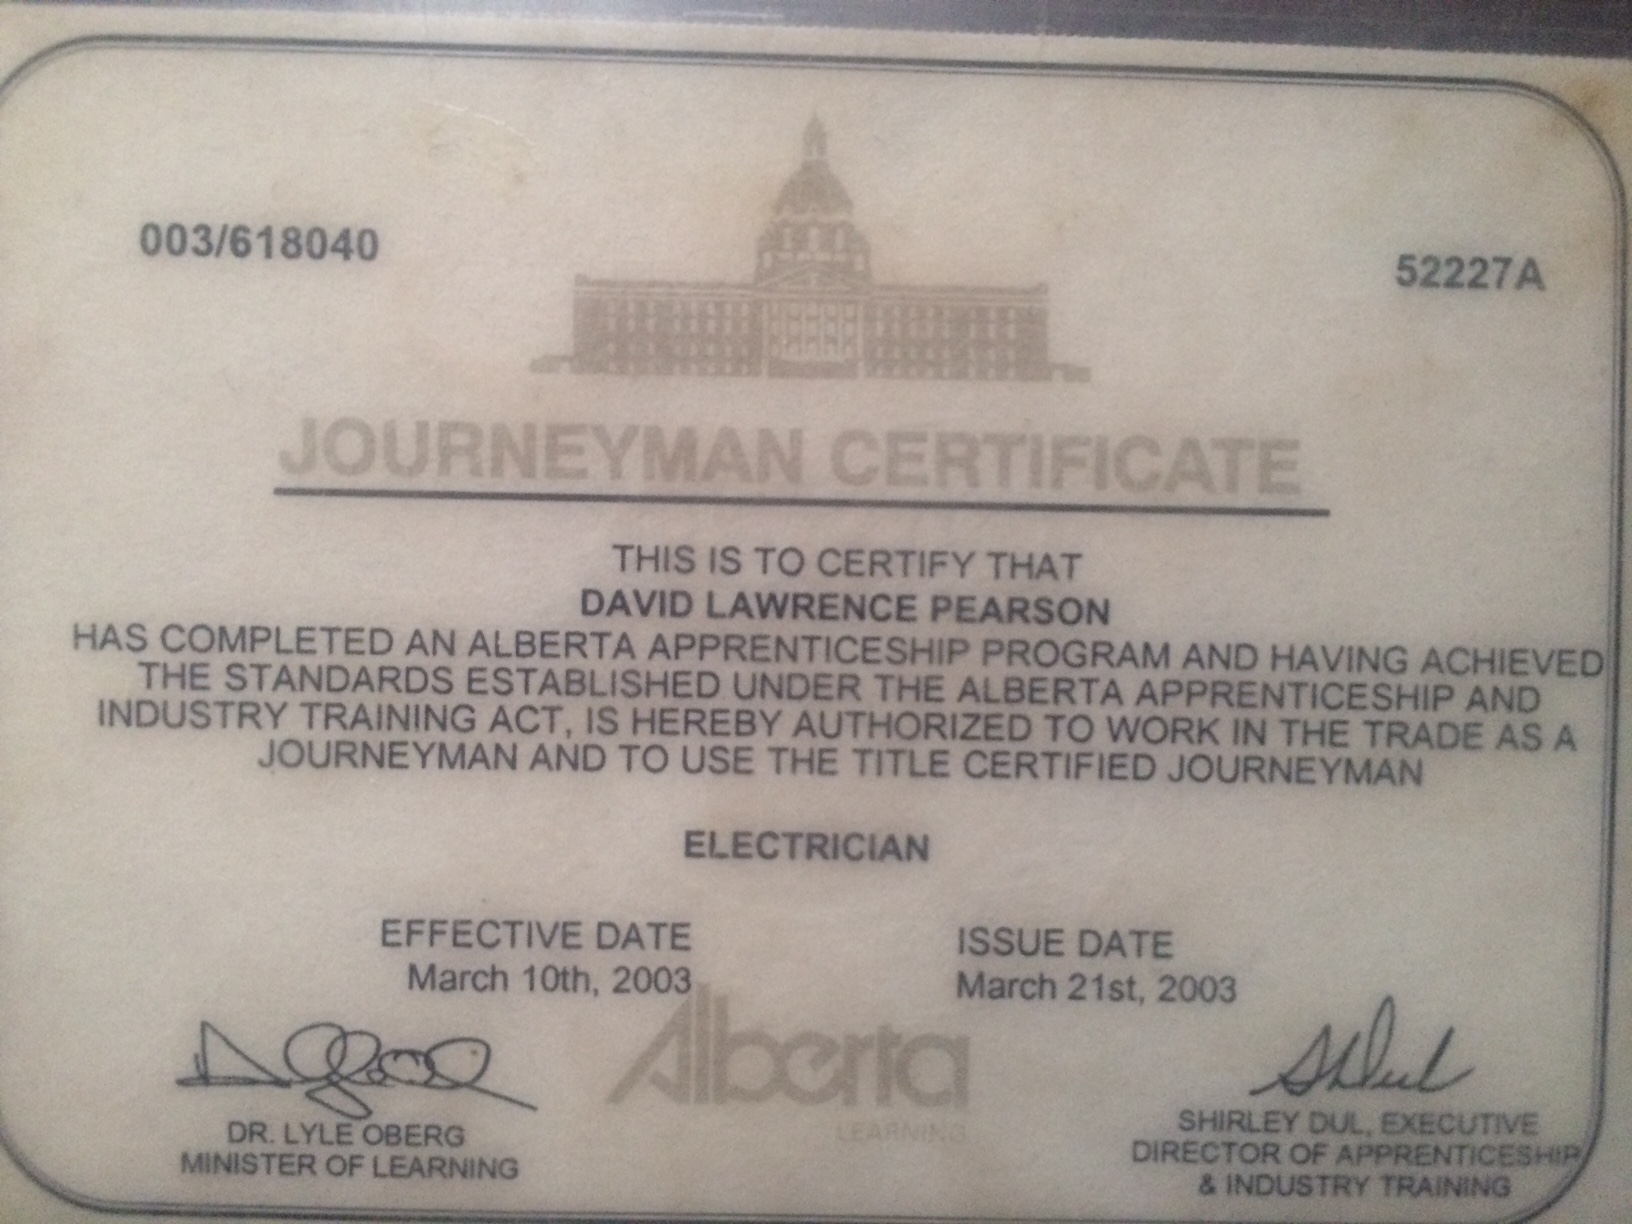 003/618040
52227A
JOURNEYMAN CERTIFICATE
THIS IS TO CERTIFY THAT
DAVID LAWRENCE PEARSON
HAS COMPLETED AN ALBERTA APPRENTICESHIP PROGRAM AND HAVING ACHIEVED
THE STANDARDS ESTABLISHED UNDER THE ALBERTA APPRENTICESHIP AND
INDUSTRY TRAINING ACT, IS HEREBY AUTHORIZED TO WORK IN THE TRADE AS A
JOURNEYMAN AND TO USE THE TITLE CERTIFIED JOURNEYMAN
ELECTRICIAN
EFFECTIVE DATE
March 10th, 2003
ISSUE DATE
March 21st, 2003
Alberta
LEARNING
DR. LYLE OBERG
MINISTER OF LEARNING
SHIRLEY DUL, EXECUTIVE
DIRECTOR OF APPRENTICESHIP
& INDUSTRY TRAINING